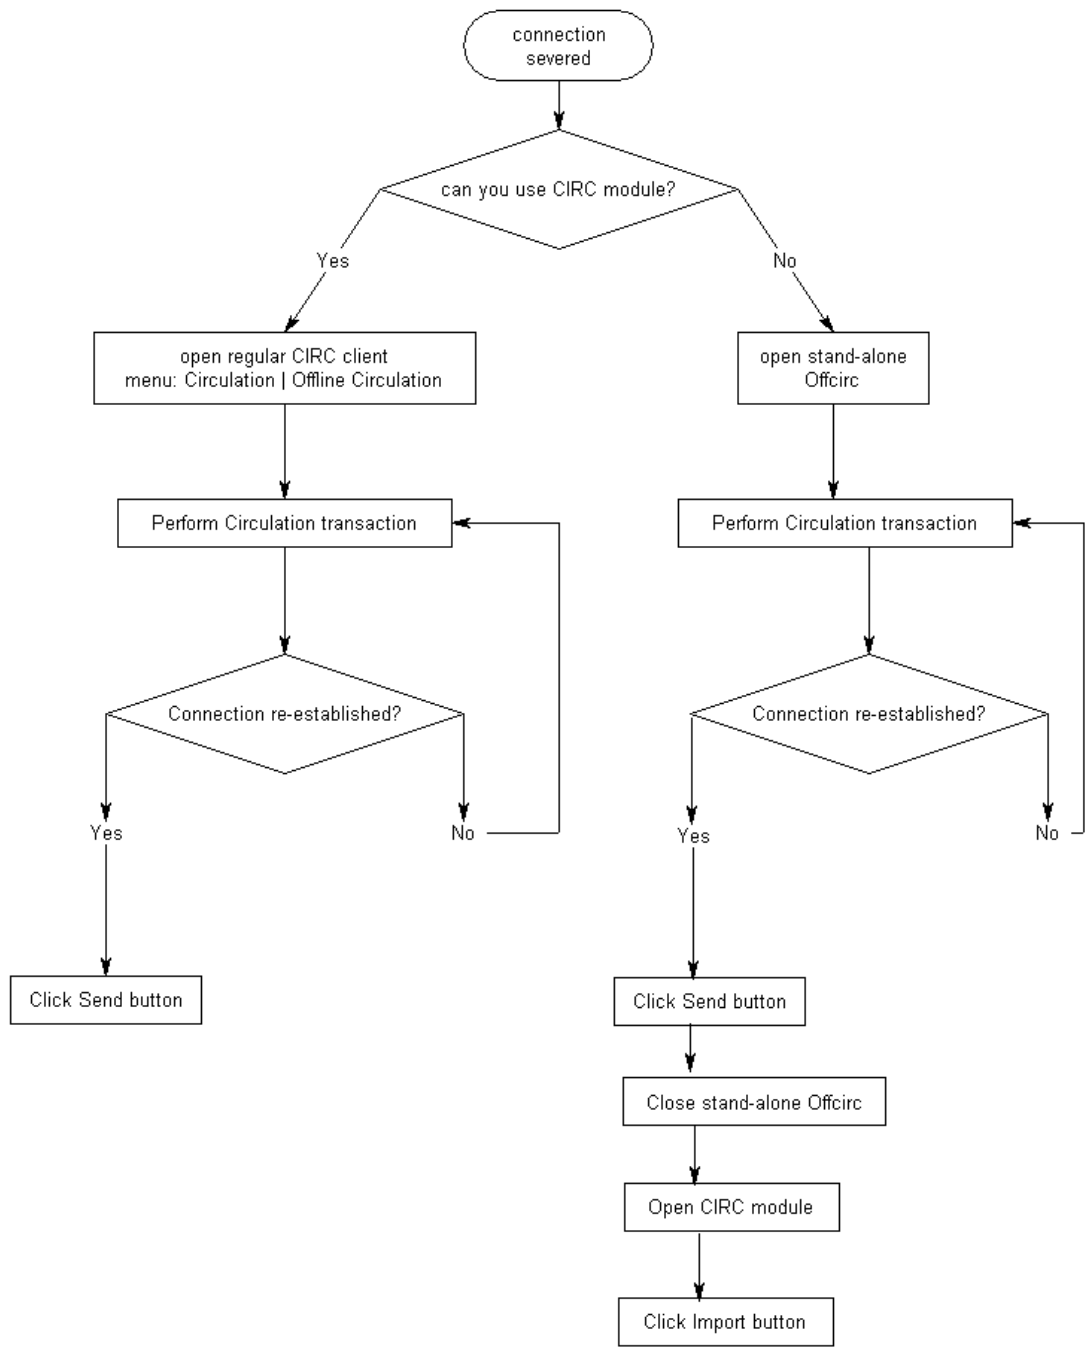 connection
severed
can you use CIRC module?
Yes
No
open regular CIRC client
menu: Circulation | Offline Circulation
open stand-alone
Offcirc
Perform Circulation transaction
Perform Circulation transaction
Connection re-established?
Connection re-established?
Yes
No
Yes
No
Click Send button
Click Send button
Close stand-alone Offcirc
Open CIRC module
Click Import button